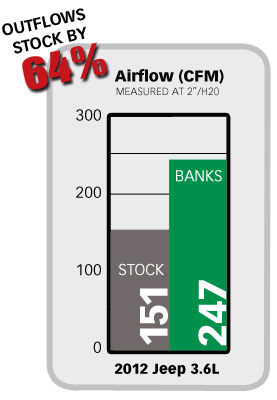 OUTFLOWS
STOCK BY
64%
Airflow (CFM)
MEASURED AT 2"/H20
300
BANKS
200
STOCK
100
151
247
0
2012 Jeep 3.6L